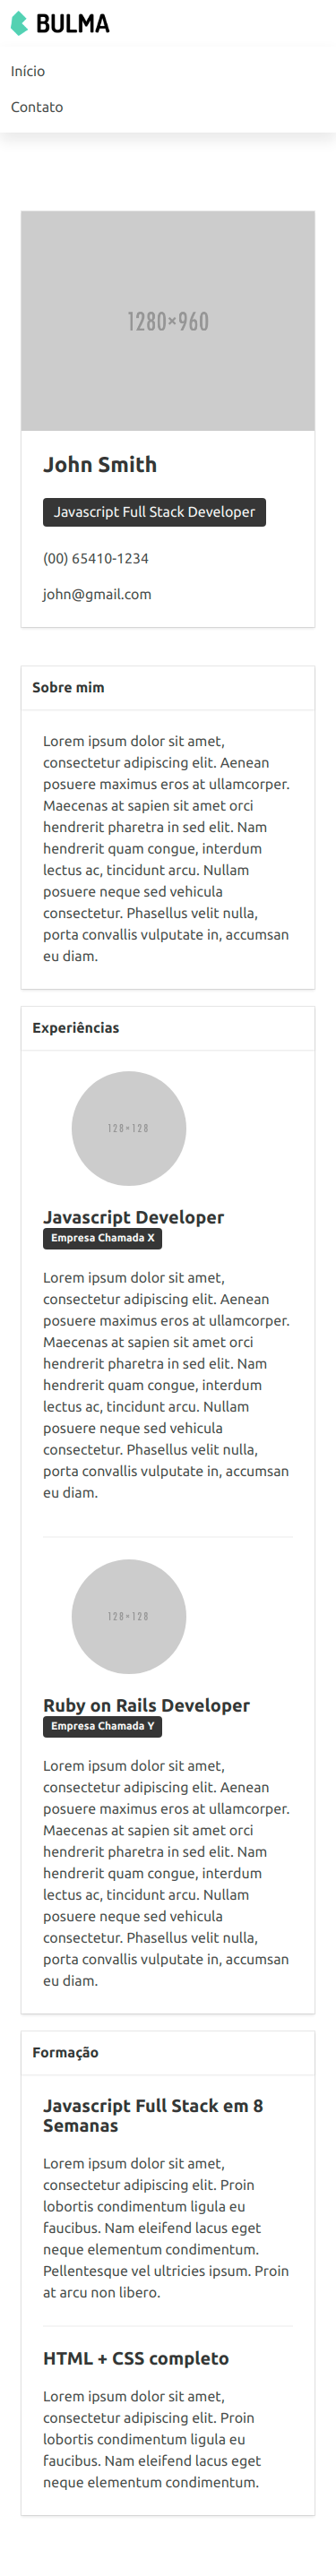 BULMA
Início
Contato
1280×960
John Smith
Javascript Full Stack Developer
(00) 65410-1234
john@gmail.com
Sobre mim
Lorem ipsum dolor sit amet,
consectetur adipiscing elit. Aenean
posuere maximus eros at ullamcorper.
Maecenas at sapien sit amet orci
hendrerit pharetra in sed elit. Nam
hendrerit quam congue, interdum
lectus ac, tincidunt arcu. Nullam
posuere neque sed vehicula
consectetur. Phasellus velit nulla,
porta convallis vulputate in, accumsan
eu diam.
Experiências
128×128
Javascript Developer
Empresa Chamada X
Lorem ipsum dolor sit amet,
consectetur adipiscing elit. Aenean
posuere maximus eros at ullamcorper.
Maecenas at sapien sit amet orci
hendrerit pharetra in sed elit. Nam
hendrerit quam congue, interdum
lectus ac, tincidunt arcu. Nullam
posuere neque sed vehicula
consectetur. Phasellus velit nulla,
porta convallis vulputate in, accumsan
eu diam.
128×128
Ruby on Rails Developer
Empresa Chamada Y
Lorem ipsum dolor sit amet,
consectetur adipiscing elit. Aenean
posuere maximus eros at ullamcorper.
Maecenas at sapien sit amet orci
hendrerit pharetra in sed elit. Nam
hendrerit quam congue, interdum
lectus ac, tincidunt arcu. Nullam
posuere neque sed vehicula
consectetur. Phasellus velit nulla,
porta convallis vulputate in, accumsan
eu diam.
Formação
Javascript Full Stack em 8
Semanas
Lorem ipsum dolor sit amet,
consectetur adipiscing elit. Proin
lobortis condimentum ligula eu
faucibus. Nam eleifend lacus eget
neque elementum condimentum.
Pellentesque vel ultricies ipsum. Proin
at arcu non libero.
HTML + CSS completo
Lorem ipsum dolor sit amet,
consectetur adipiscing elit. Proin
lobortis condimentum ligula eu
faucibus. Nam eleifend lacus eget
neque elementum condimentum.